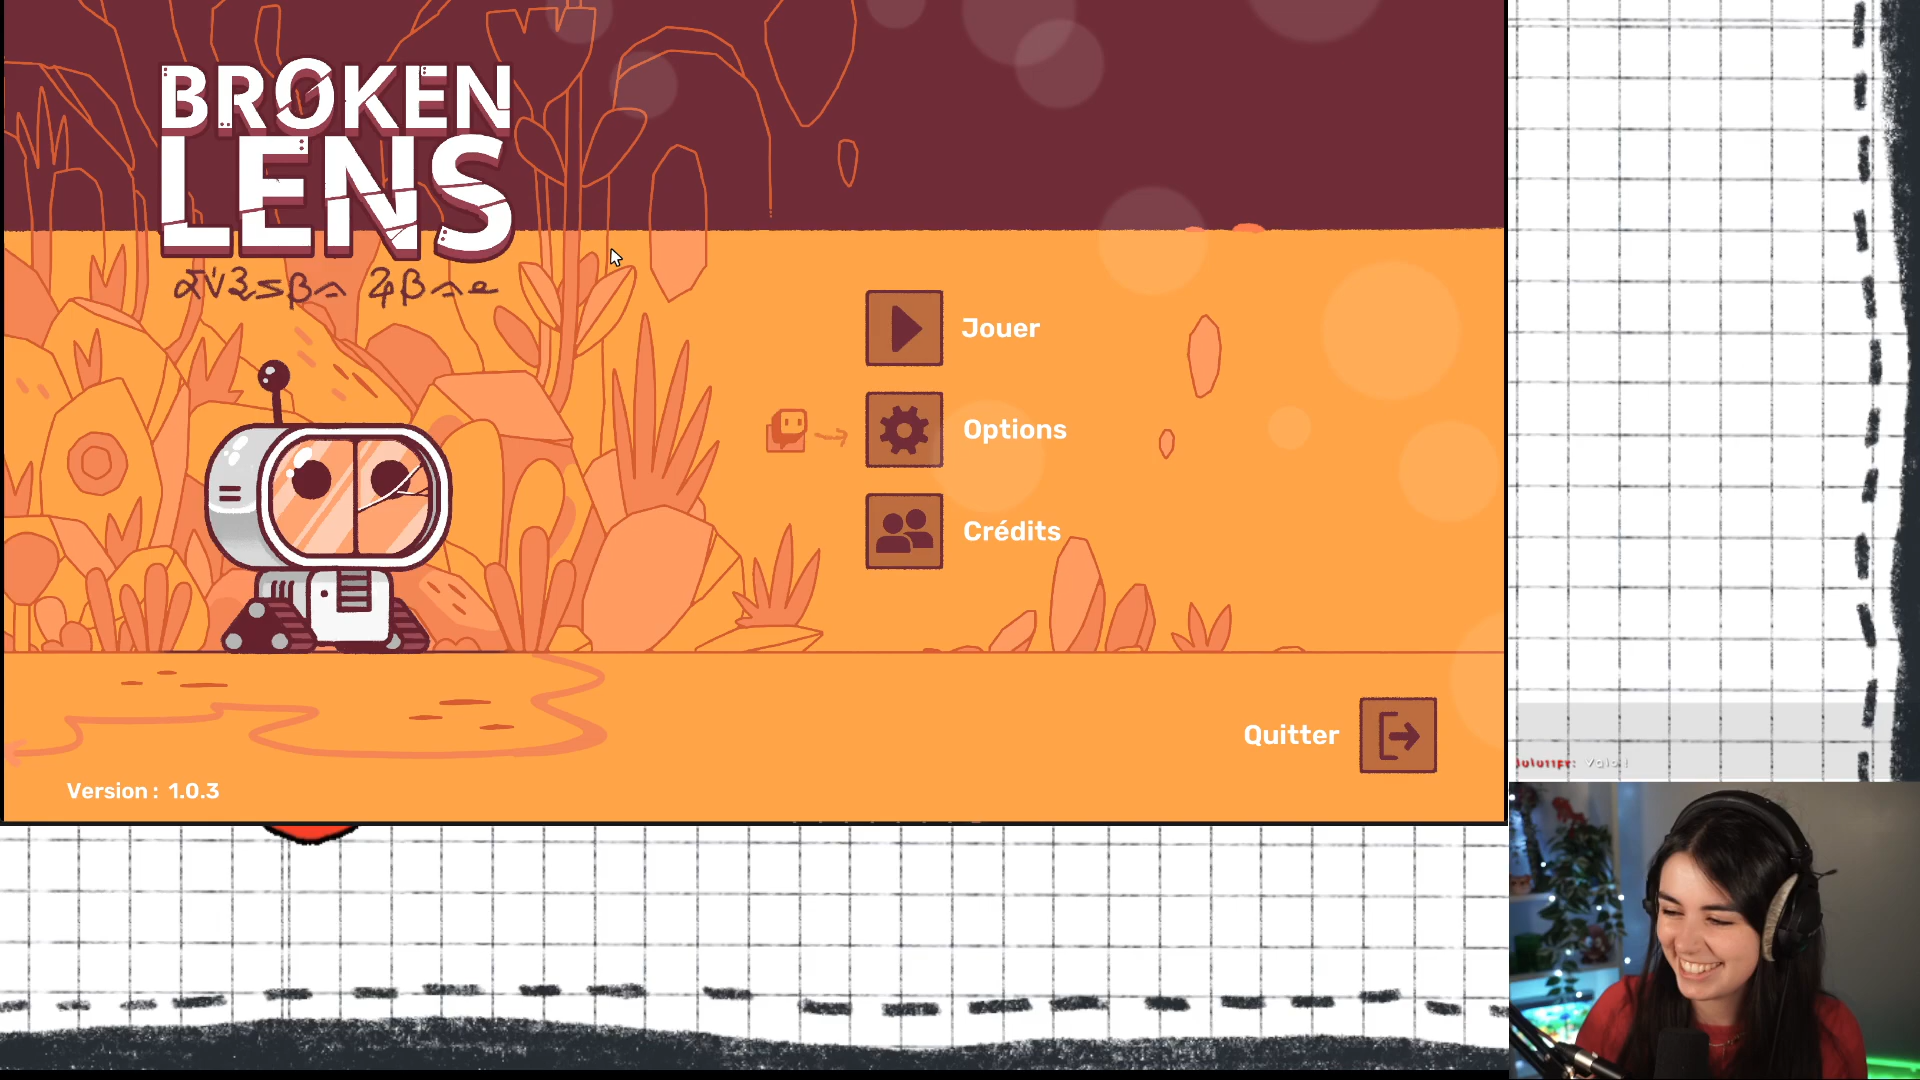 BROKEN
LENS
Jouer
Options
Crédits
Quitter
Version : 1.0.3